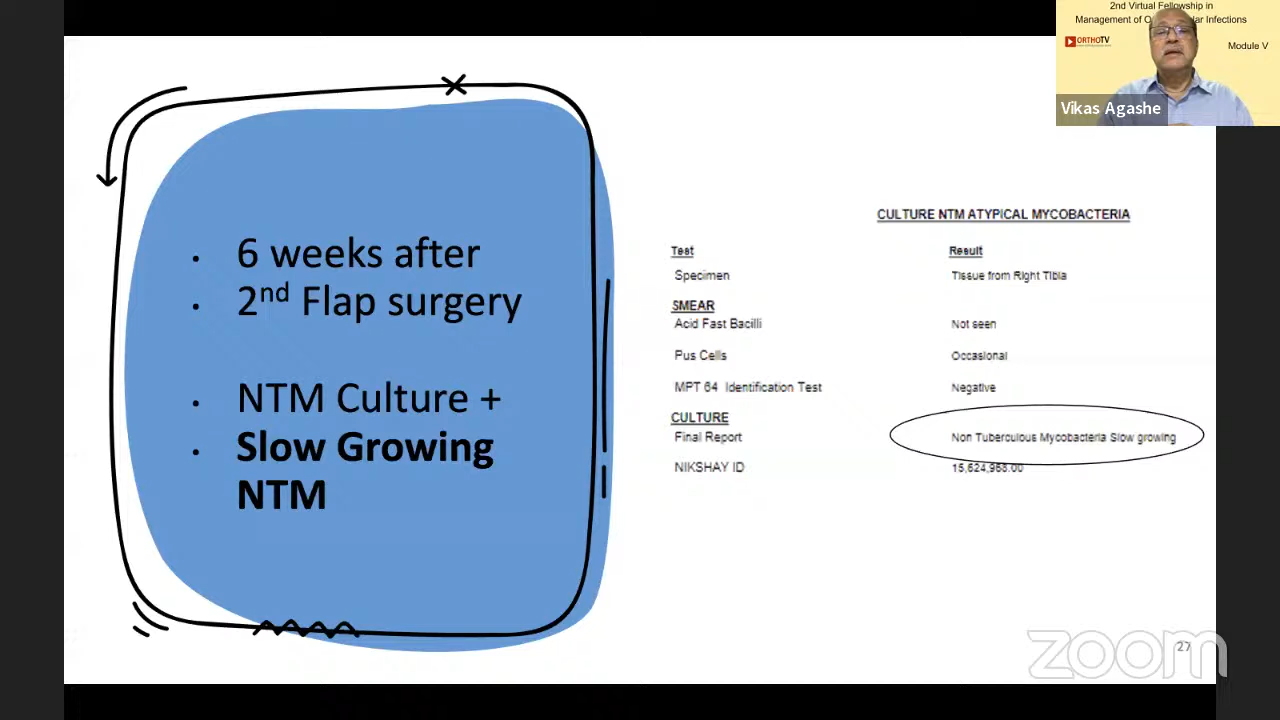 2nd Virtual Fellowship in
Management of O lar Infections
ORTHOTV
Module V
Vikas Agashe
6 weeks after
2nd Flap surgery
NTM Culture +
Slow Growing
NTM
CULTURE NTM ATYPICAL MYCOBACTERIA
Test Result
Specimen Tissue from Right Tibia
SMEAR
Acid Fast Bacilli Not seen
Pus Cells Occasional
MPT 64 Identification Test Negative
CULTURE
Final Report Non Tuberculous Mycobacteria Slow growing
NIKSHAY ID 15,624,968.00
zoom
27